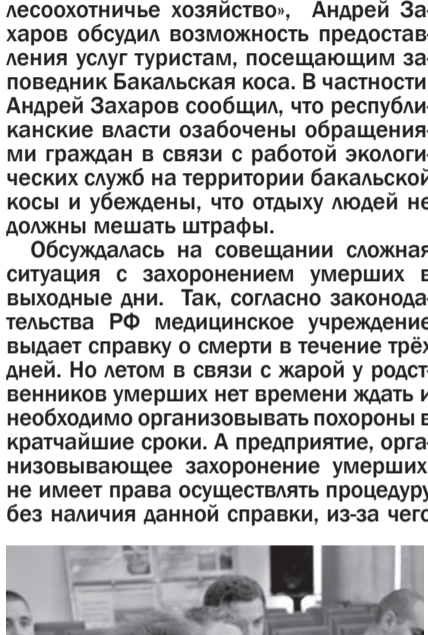 лесоохотничье хозяйство», Андрей За-
харов обсудил возможность предостав-
ления услуг туристам, посещающим за-
поведник Бакальская коса. В частности
Андрей Захаров сообщил, что республи-
канские власти озабочены обращения-
ми граждан в связи с работой экологи-
ческих служб на территории бакальской
косы и убеждены, что отдыху людей не
должны мешать штрафы.
Обсуждалась на совещании сложная
ситуация с захоронением умерших в
выходные дни. Так, согласно законода-
тельства РФ медицинское учреждение
выдает справку о смерти в течение трёх
дней. Но летом в связи с жарой у родст-
венников умерших нет времени ждать и
необходимо организовывать похороны в
кратчайшие сроки. А предприятие, орга-
низовывающее захоронение умерших
не имеет права осуществлять процедуру
без наличия данной справки, из-за чего